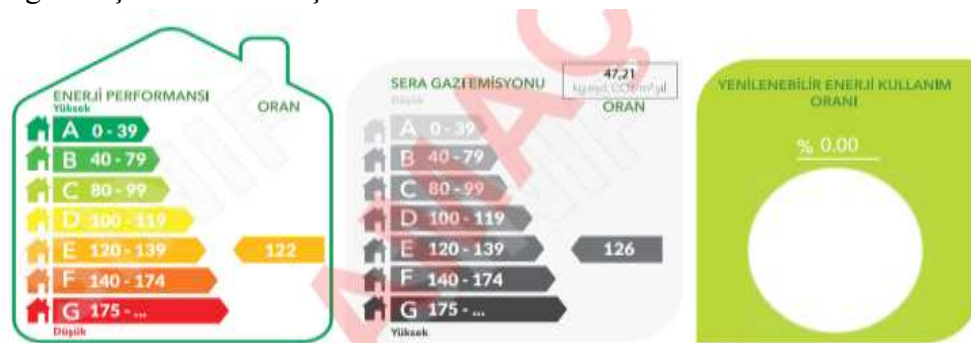 ENERJİ PERFORMANSI
Yüksek
ORAN
A 0 - 39
B 40 - 79
C 80 - 99
D 100 - 119
E 120 - 139
122
F 140 - 174
G 175 - ...
Düşük
SERA GAZI EMİSYONU
Düşük
47,21
ORAN
A 0 - 39
B 40 - 79
C 80 - 99
D 100 - 119
E 120 - 139
126
F 140 - 174
G 175 - ...
Yüksek
YENİLENEBİLİR ENERJİ KULLANIM
ORANI
% 0.00